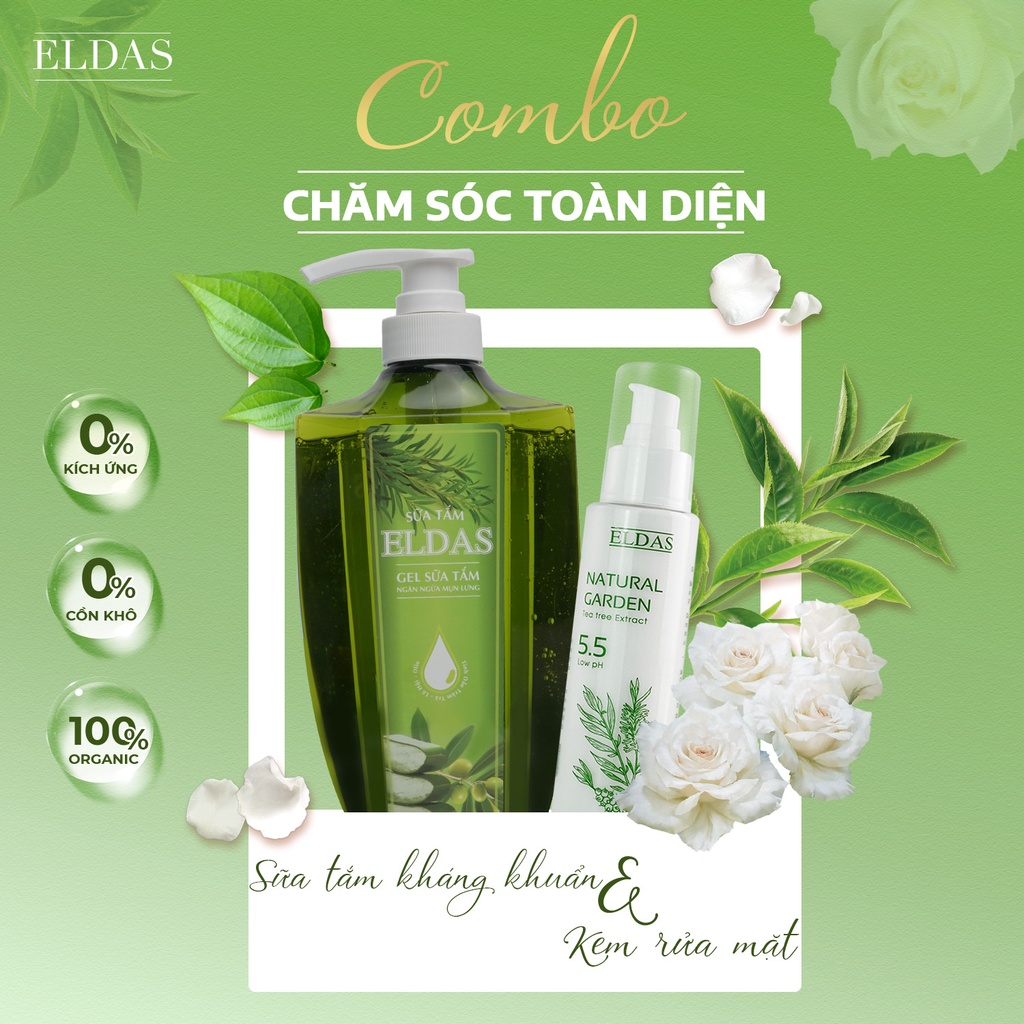 ELDAS
Combo
CHĂM SÓC TOÀN DIỆN
0%
KÍCH ỨNG
0%
CỒN KHÔ
100%
ORGANIC
SỮA TẮM
ELDAS
GEL SỮA TẮM
NGĂN NGỪA MỤN LƯNG
ELDAS
NATURAL
GARDEN
Tea tree Extract
5.5
Low pH
Sữa tắm kháng khuẩn &
Kem rửa mặt